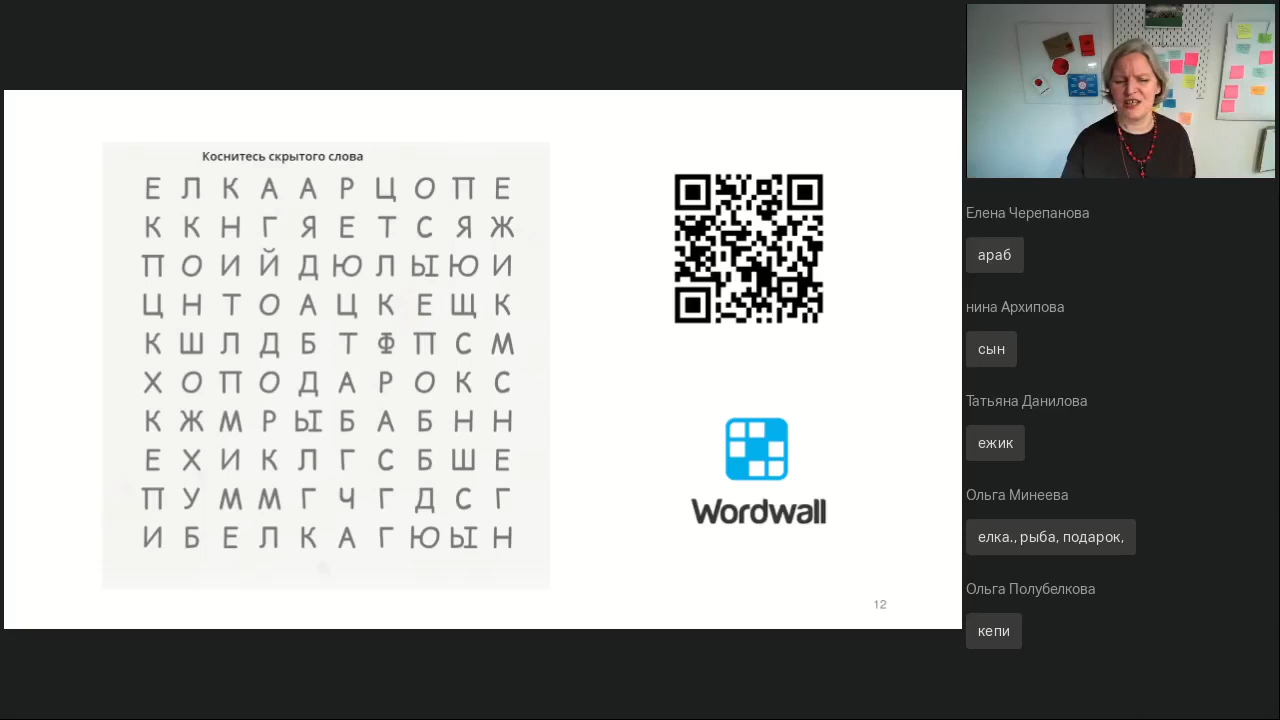 Коснитесь скрытого слова
Е Л К А А Р Ц О П Е
К К Н Г Я Е Т С Я Ж
П О И Й Д Ю Л Ы Ю И
Ц Н Т О А Ц К Е Щ К
К Ш Л Д Б Т Ф П С М
Х О П О Д А Р О К С
К Ж М Р Ы Б А Б Н Н
Е Х И К Л Г С Б Ш Е
П У М М Г Ч Г Д С Г
И Б Е Л К А Г Ю Ы Н
Wordwall
12
Елена Черепанова
араб
нина Архипова
сын
Татьяна Данилова
ежик
Ольга Минеева
елка., рыба, подарок,
Ольга Полубелкова
кепи